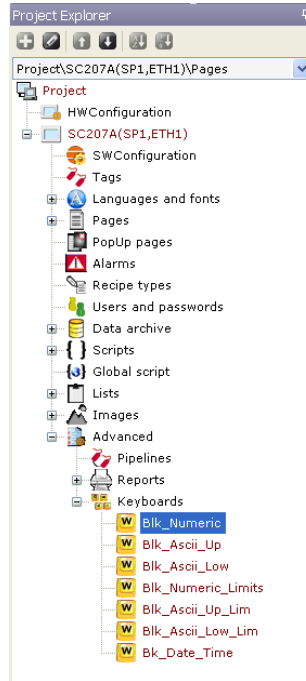 Project Explorer
Project\SC207A(SP1,ETH1)\Pages
Project
HWConfiguration
SC207A(SP1,ETH1)
SWConfiguration
Tags
Languages and fonts
Pages
PopUp pages
Alarms
Recipe types
Users and passwords
Data archive
Scripts
Global script
Lists
Images
Advanced
Pipelines
Reports
Keyboards
Blk_Numeric
Blk_Ascii_Up
Blk_Ascii_Low
Blk_Numeric_Limits
Blk_Ascii_Up_Lim
Blk_Ascii_Low_Lim
Bk_Date_Time